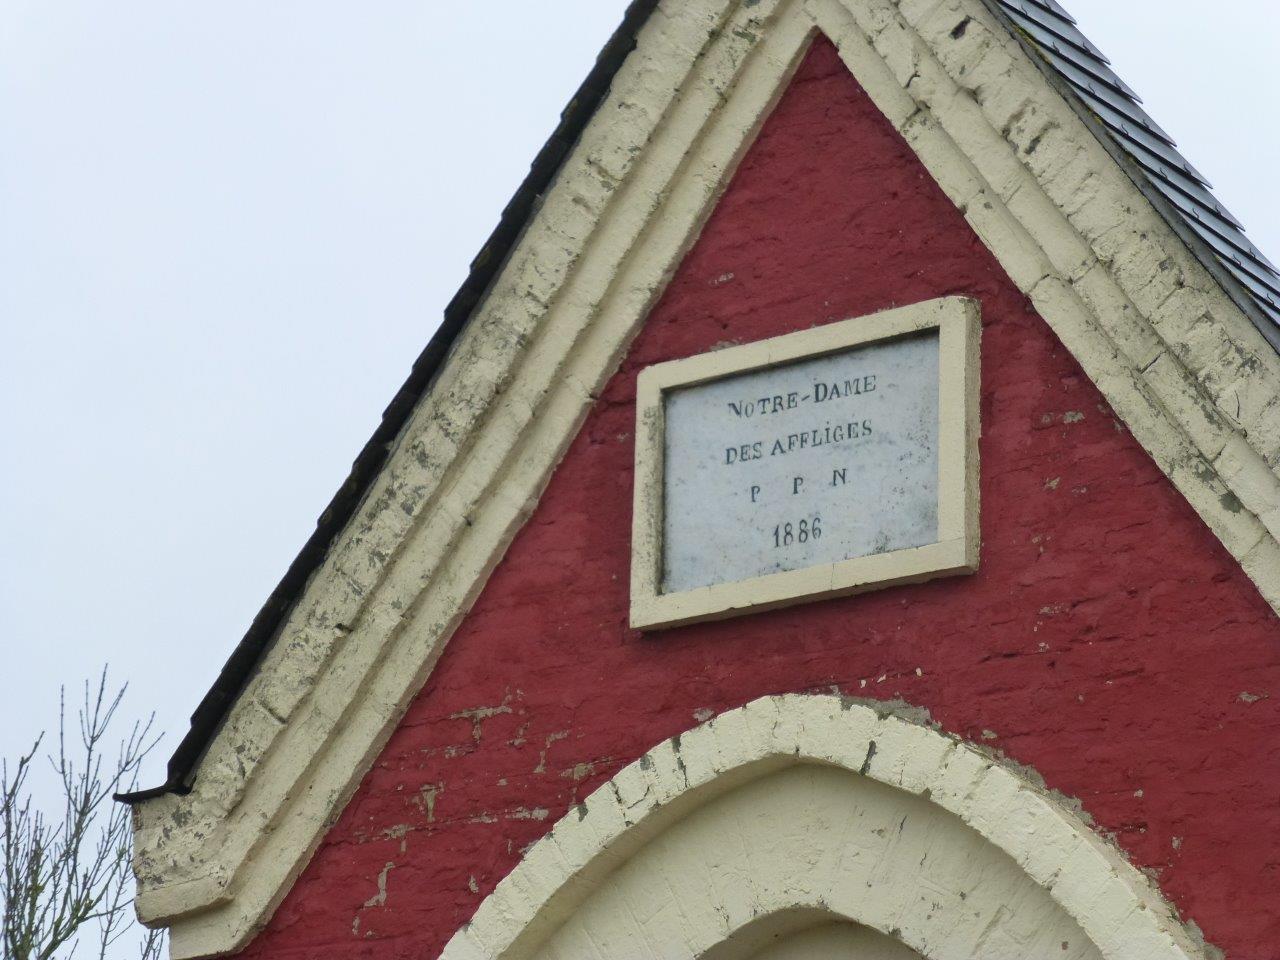 NOTRE-DAME
DES AFFLIGES
P P N
1886